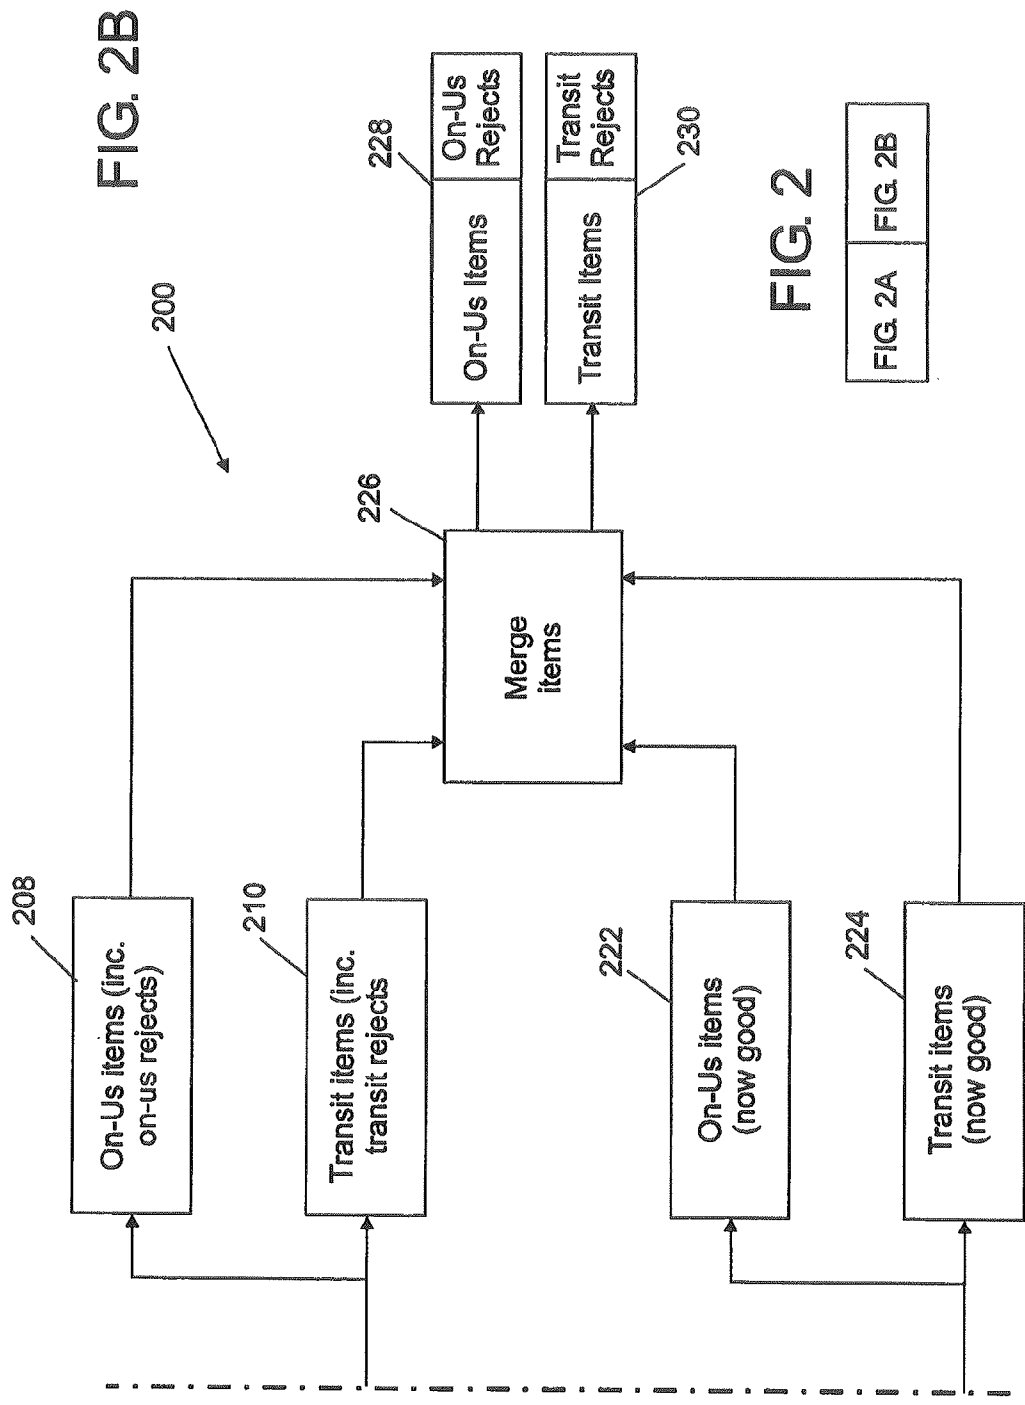 FIG. 2B
200
208
On-Us items (inc.
on-us rejects)
210
Transit items (inc.
transit rejects
222
On-Us items
(now good)
224
Transit items
(now good)
226
Merge
items
228
On-Us Items
On-Us
Rejects
Transit Items
Transit
Rejects
230
FIG. 2
FIG. 2A
FIG. 2B